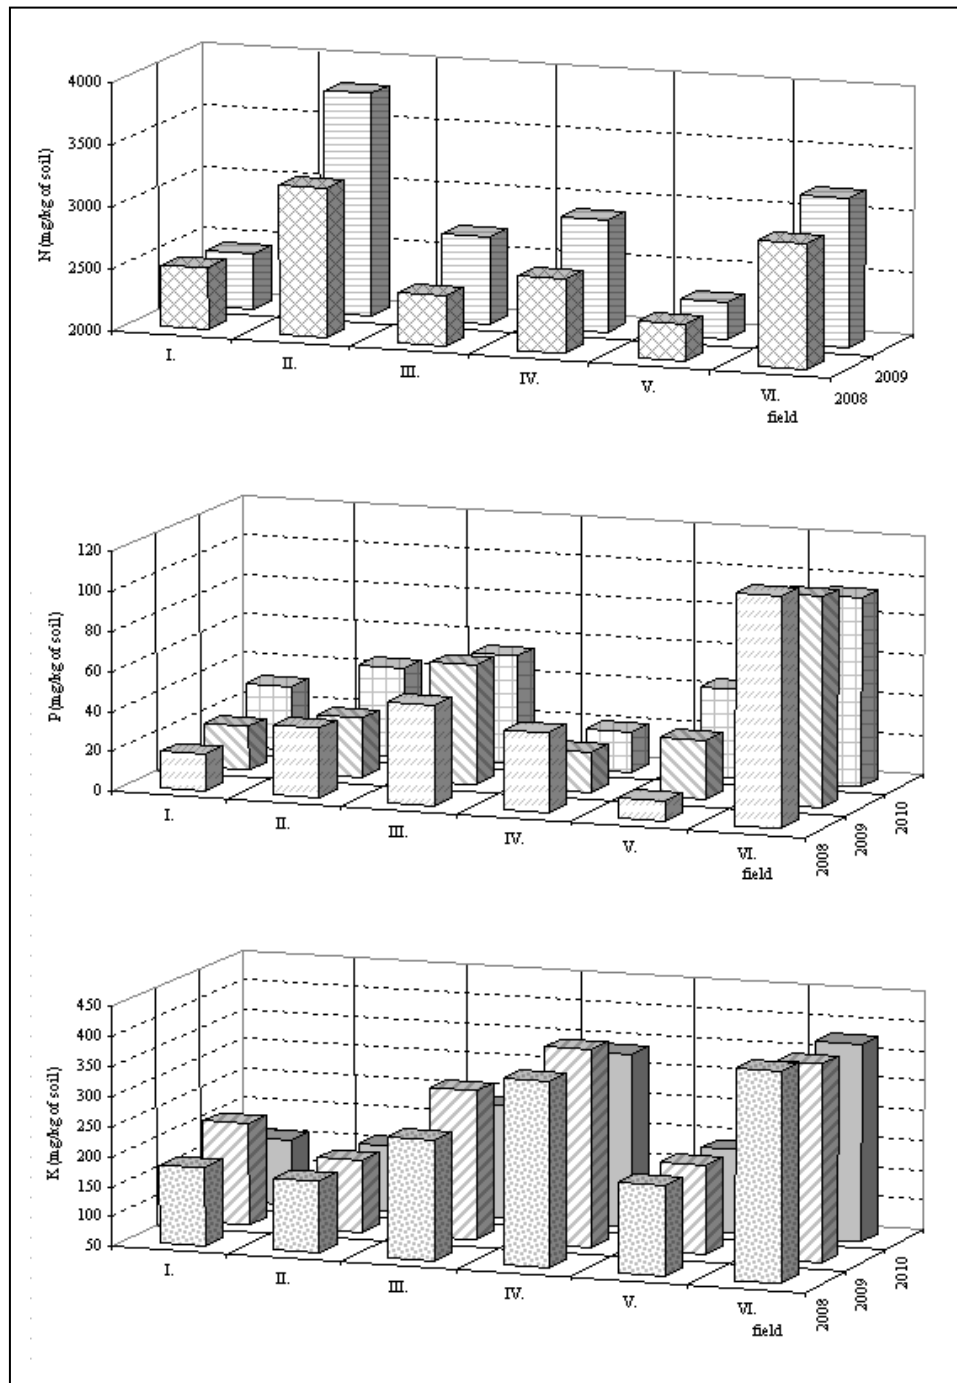 N (mg/kg of soil)
4000
3500
3000
2500
2000
I.
II.
III.
IV.
V.
VI.
field
2008
2009
P (mg/kg of soil)
120
100
80
60
40
20
0
I.
II.
III.
IV.
V.
VI.
field
2008
2009
2010
K (mg/kg of soil)
450
400
350
300
250
200
150
100
50
I.
II.
III.
IV.
V.
VI.
field
2008
2009
2010